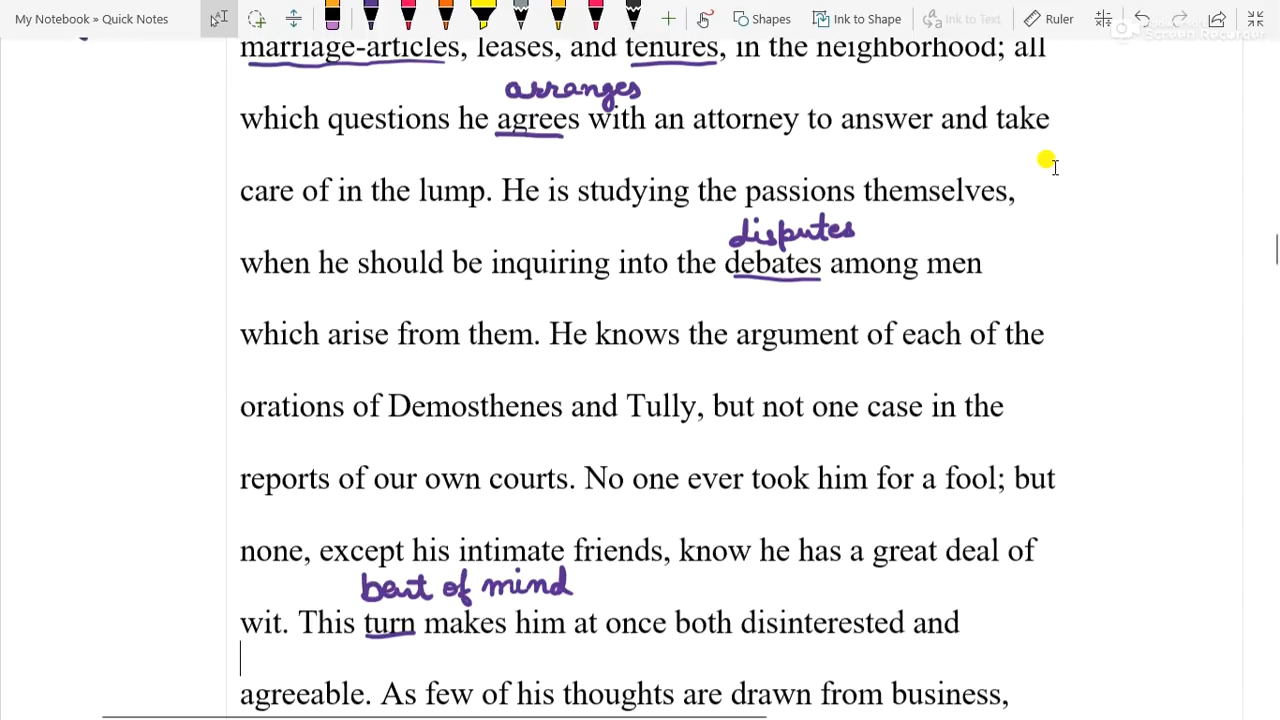 My Notebook » Quick Notes
Shapes
Ink to Shape
Ink to Text
Ruler
Screen Recorder
marriage-articles, leases, and tenures, in the neighborhood; all
arranges
which questions he agrees with an attorney to answer and take
care of in the lump. He is studying the passions themselves,
disputes
when he should be inquiring into the debates among men
which arise from them. He knows the argument of each of the
orations of Demosthenes and Tully, but not one case in the
reports of our own courts. No one ever took him for a fool; but
none, except his intimate friends, know he has a great deal of
bent of mind
wit. This turn makes him at once both disinterested and
agreeable. As few of his thoughts are drawn from business,